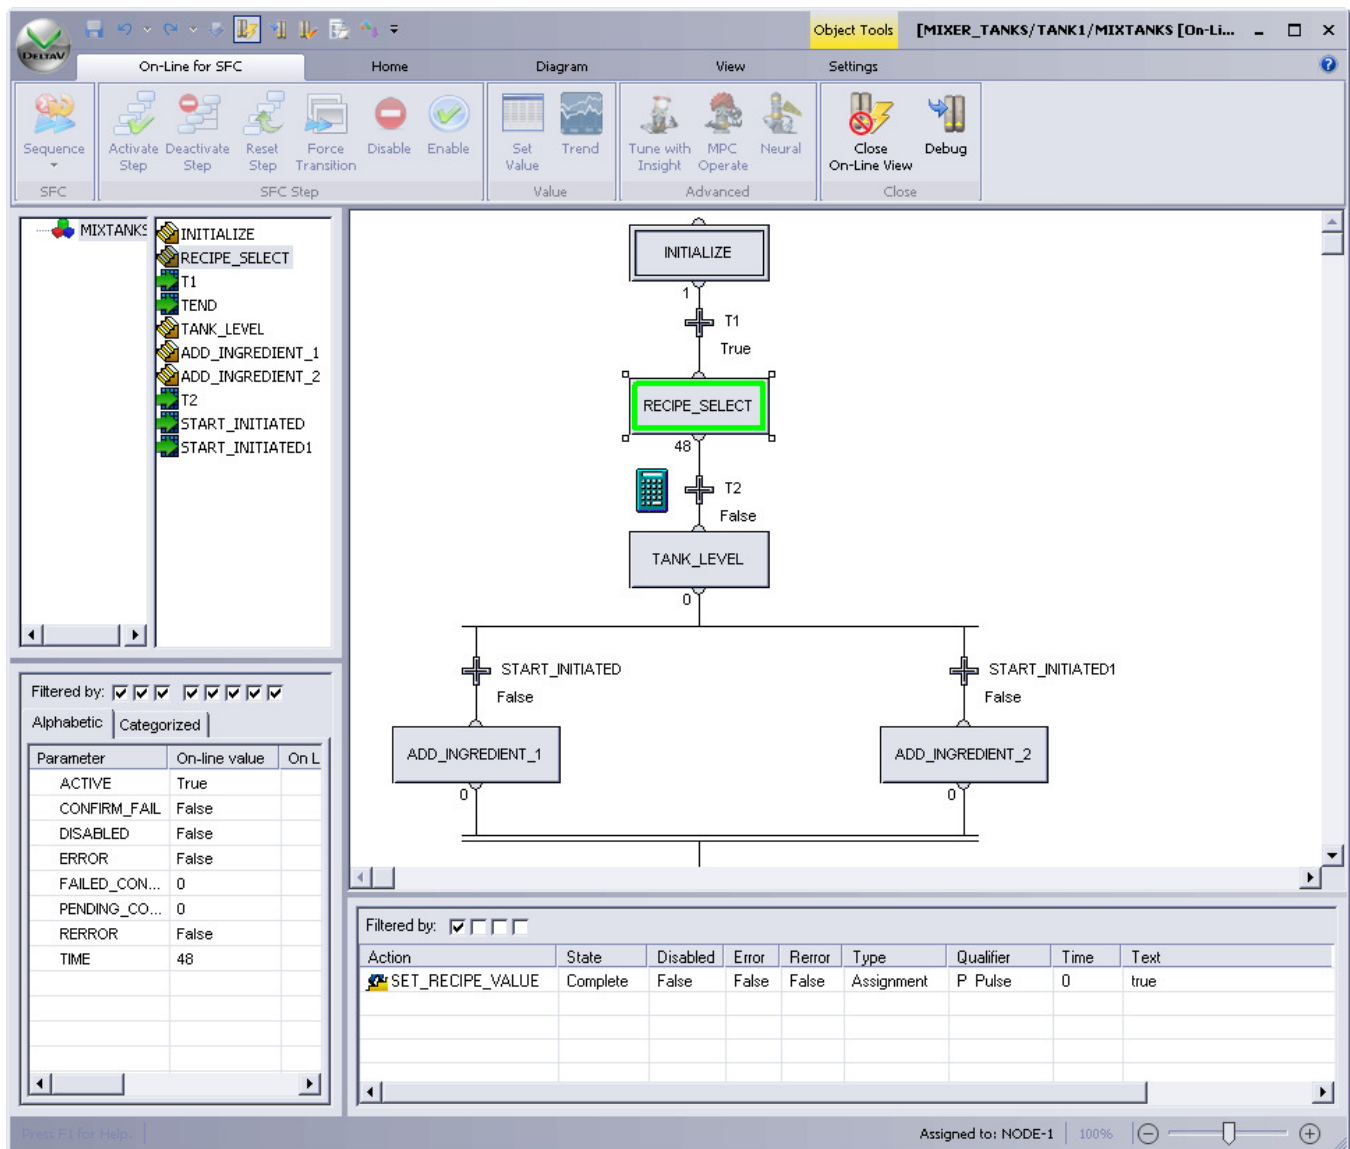 Object Tools [MIXER_TANKS/TANK1/MIXTANKS [On-Li...
DELTAV
On-Line for SFC Home Diagram View Settings
Sequence
Activate Step
Deactivate Step
Reset Step
Force Transition
Disable
Enable
Set Value
Trend
Tune with Insight
MPC Operate
Neural
Close On-Line View
Debug
SFC SFC Step Value Advanced Close
MIXTANKS
INITIALIZE
RECIPE_SELECT
T1
TEND
TANK_LEVEL
ADD_INGREDIENT_1
ADD_INGREDIENT_2
T2
START_INITIATED
START_INITIATED1
INITIALIZE
1
T1
True
RECIPE_SELECT
48
T2
False
TANK_LEVEL
0
START_INITIATED
False
START_INITIATED1
False
ADD_INGREDIENT_1
0
ADD_INGREDIENT_2
0
Filtered by:
Alphabetic Categorized
Parameter On-line value On L
ACTIVE True
CONFIRM_FAIL False
DISABLED False
ERROR False
FAILED_CON... 0
PENDING_CO... 0
RERROR False
TIME 48
Filtered by:
Action State Disabled Error Rerror Type Qualifier Time Text
SET_RECIPE_VALUE Complete False False False Assignment P Pulse 0 true
Press F1 for Help.
Assigned to: NODE-1 100%